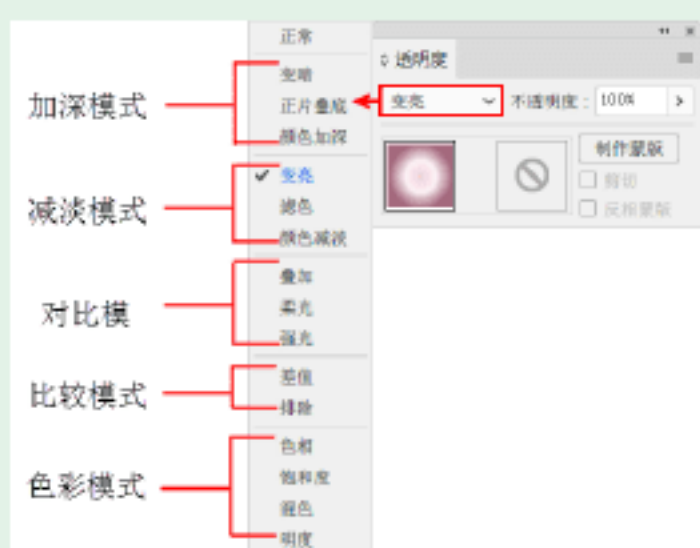 正常
变暗
正片叠底
颜色加深
变亮
滤色
颜色减淡
叠加
柔光
强光
差值
排除
色相
饱和度
混色
明度
加深模式
减淡模式
对比模
比较模式
色彩模式
透明度
变亮 不透明度: 100%
制作蒙版
剪切
反相蒙版